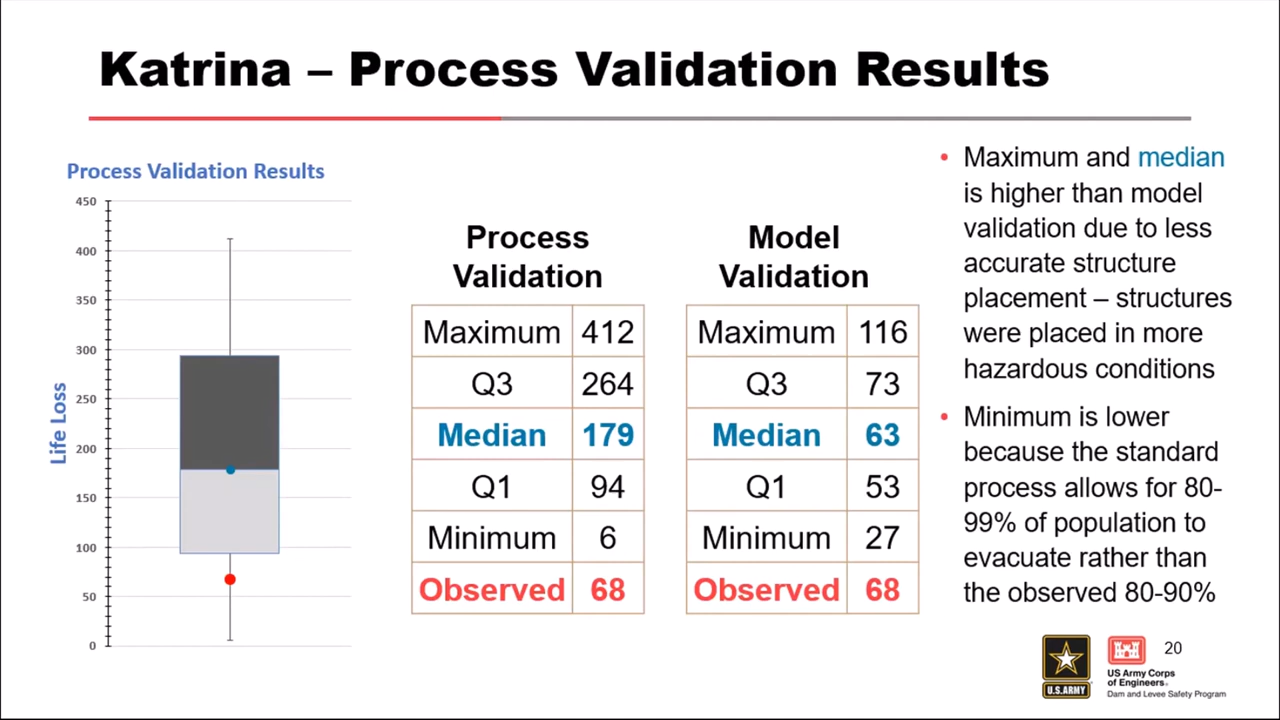 Katrina – Process Validation Results
Process Validation Results
450
400
350
300
250
200
150
100
50
0
Life Loss
Process
Validation
Maximum 412
Q3 264
Median 179
Q1 94
Minimum 6
Observed 68
Model
Validation
Maximum 116
Q3 73
Median 63
Q1 53
Minimum 27
Observed 68
• Maximum and median
is higher than model
validation due to less
accurate structure
placement – structures
were placed in more
hazardous conditions
• Minimum is lower
because the standard
process allows for 80-
99% of population to
evacuate rather than
the observed 80-90%
U.S.ARMY
US Army Corps
of Engineers®
Dam and Levee Safety Program
20